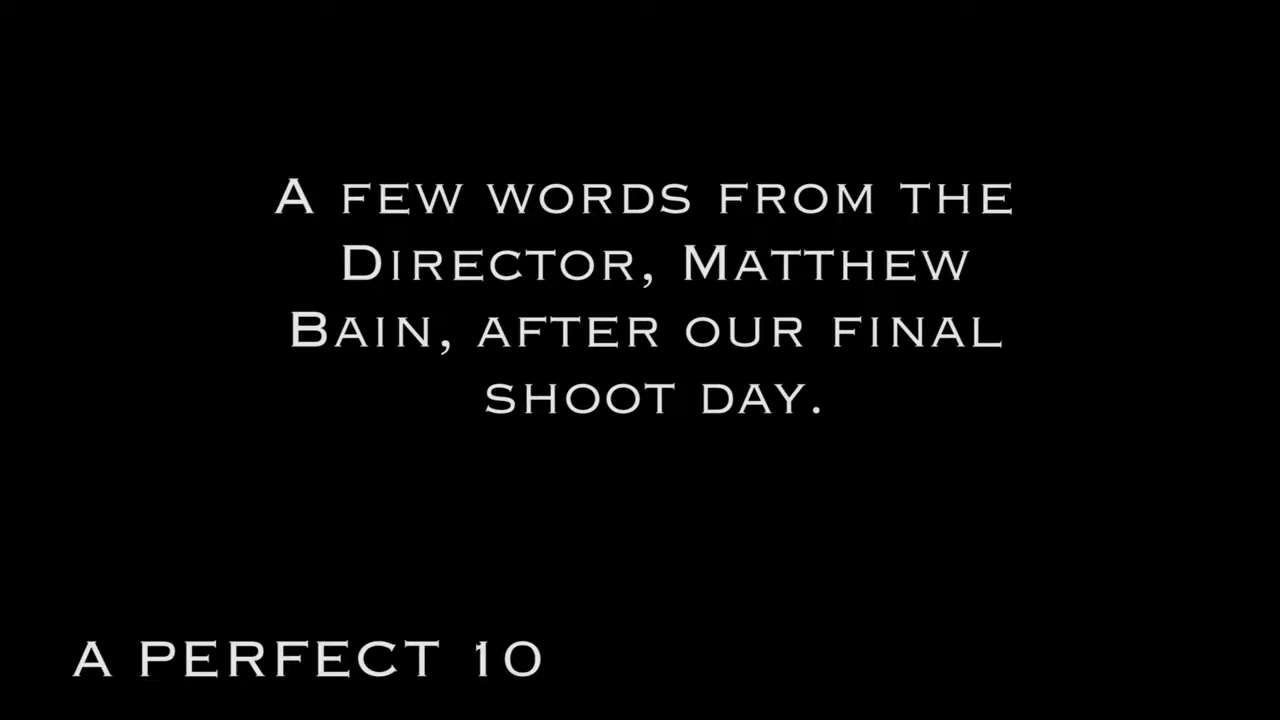 A FEW WORDS FROM THE
DIRECTOR, MATTHEW
BAIN, AFTER OUR FINAL
SHOOT DAY.
A PERFECT 10